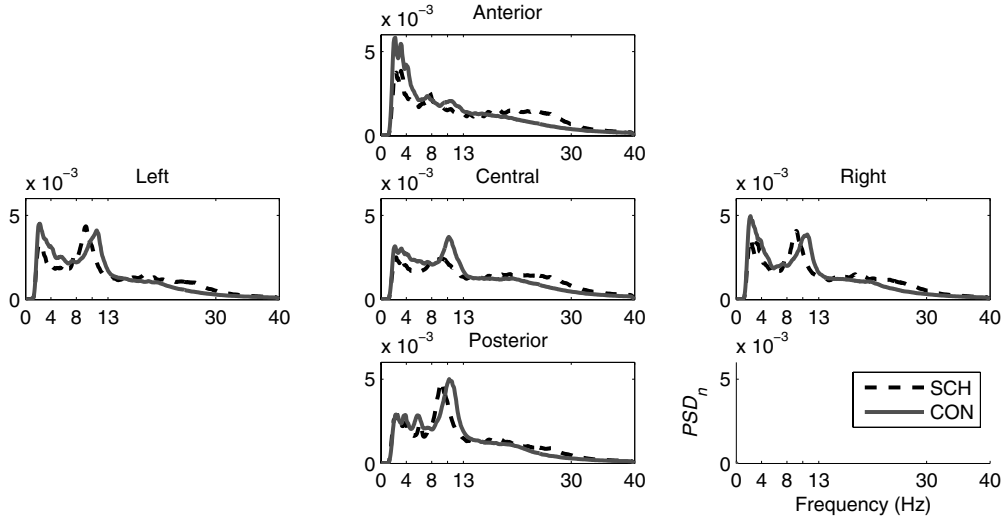 x 10⁻³
Anterior
5
0
0 4 8 13 30 40
x 10⁻³
Left
5
0
0 4 8 13 30 40
x 10⁻³
Central
5
0
0 4 8 13 30 40
x 10⁻³
Right
5
0
0 4 8 13 30 40
x 10⁻³
Posterior
5
0
0 4 8 13 30 40
x 10⁻³
PSDₙ
5
0
SCH
CON
0 4 8 13 30 40
Frequency (Hz)